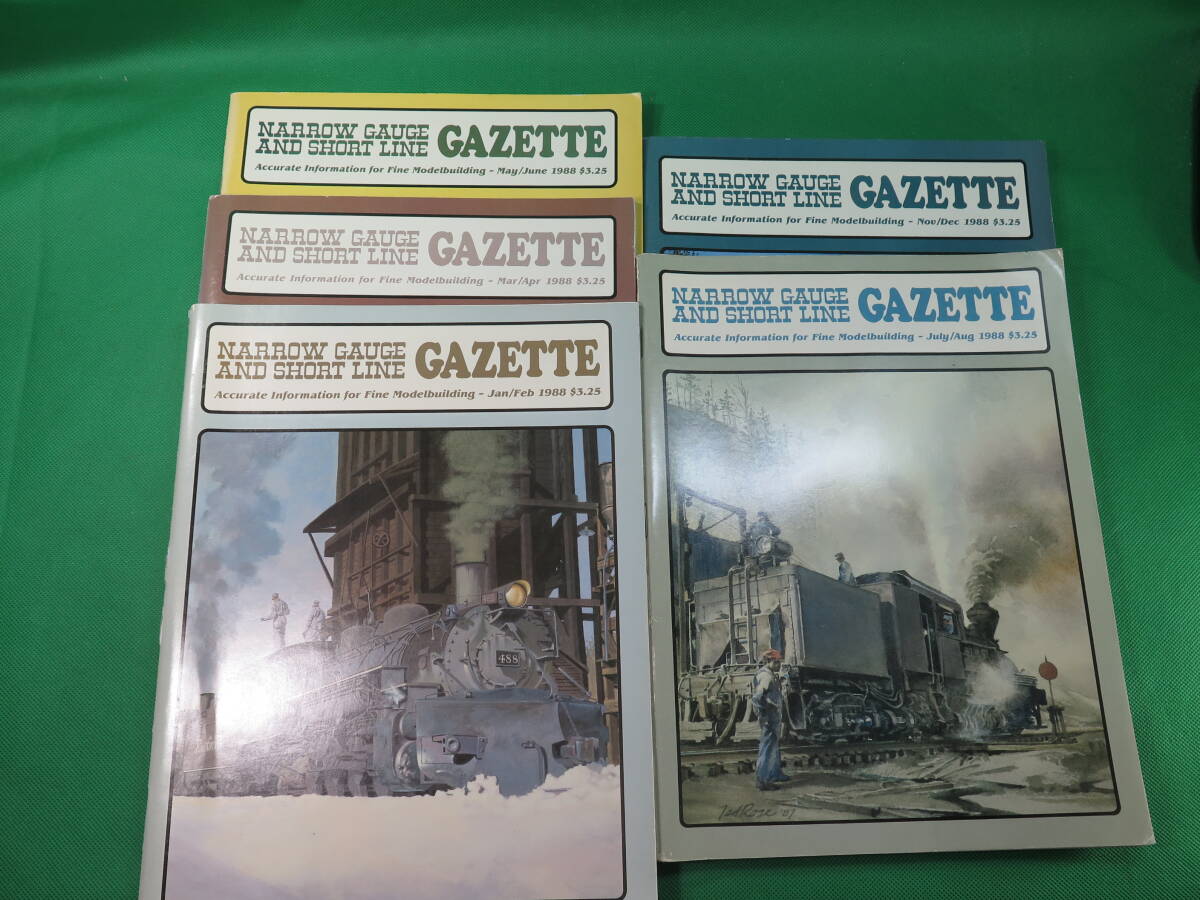 NARROW GAUGE
AND SHORT LINE
GAZETTE
Accurate Information for Fine Modelbuilding - May/June 1988 $3.25
NARROW GAUGE
AND SHORT LINE
GAZETTE
Accurate Information for Fine Modelbuilding - Mar/Apr 1988 $3.25
NARROW GAUGE
AND SHORT LINE
GAZETTE
Accurate Information for Fine Modelbuilding - Jan/Feb 1988 $3.25
488
NARROW GAUGE
AND SHORT LINE
GAZETTE
Accurate Information for Fine Modelbuilding - Nov/Dec 1988 $3.25
NARROW GAUGE
AND SHORT LINE
GAZETTE
Accurate Information for Fine Modelbuilding - July/Aug 1988 $3.25
Ted Rose